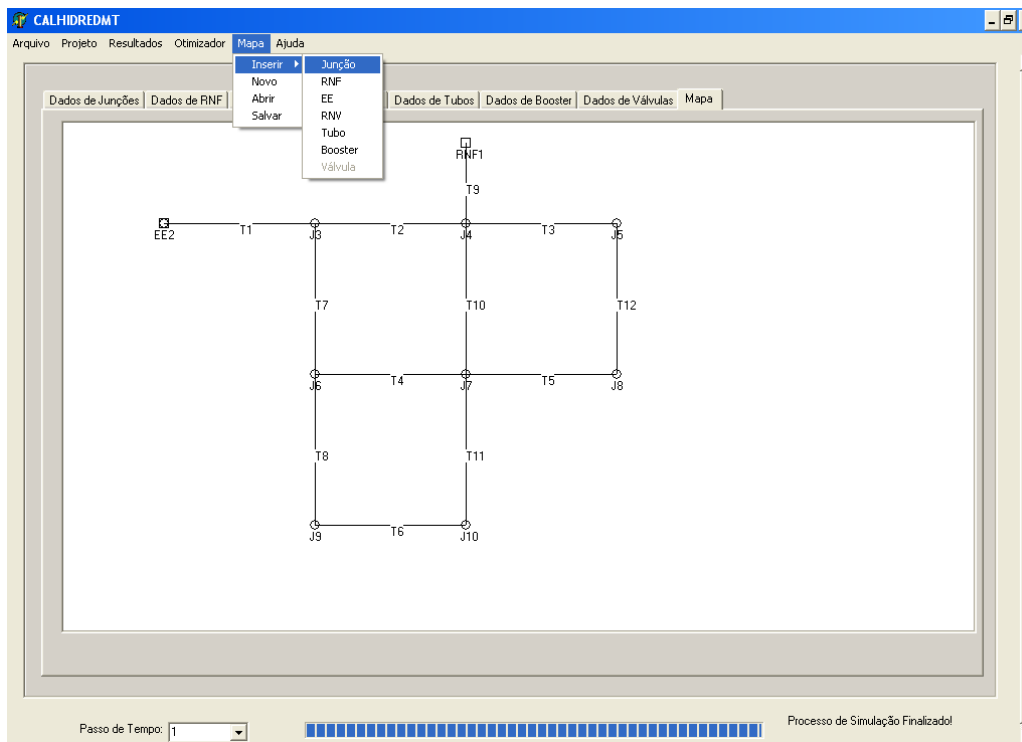 CALHIDREDMT
Arquivo Projeto Resultados Otimizador Mapa Ajuda
Inserir
Novo
Abrir
Salvar
Junção
RNF
EE
RNV
Tubo
Booster
Válvula
Dados de Junções Dados de RNF Dados de Tubos Dados de Booster Dados de Válvulas Mapa
RNF1
T9
EE2 T1 J3 T2 J4 T3 J5
T7 T10 T12
J6 T4 J7 T5 J8
T8 T11
J9 T6 J10
Passo de Tempo: 1
Processo de Simulação Finalizado!